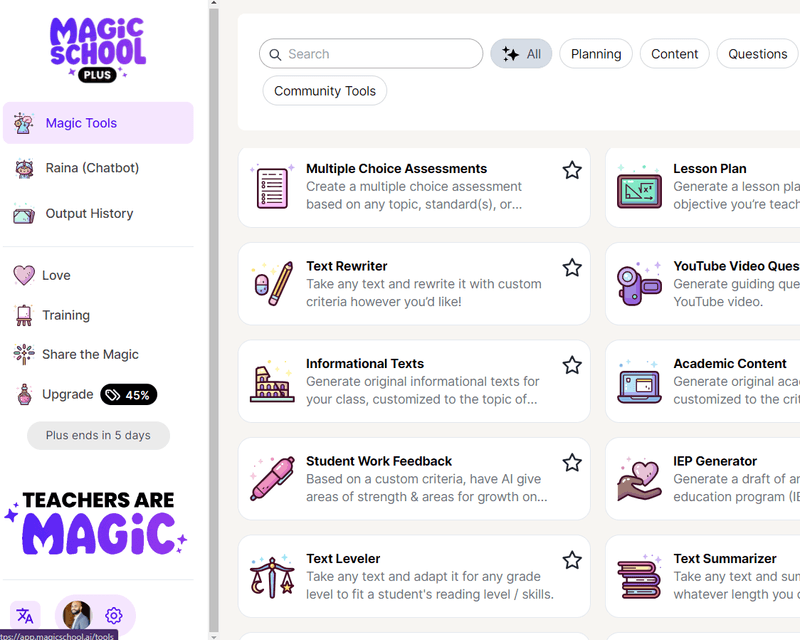 MAGIC
SCHOOL
PLUS
Magic Tools
Raina (Chatbot)
Output History
Love
Training
Share the Magic
Upgrade 45%
Plus ends in 5 days
TEACHERS ARE
MAGIC
tps://app.magicschool.ai/tools
Search
All
Planning
Content
Questions
Community Tools
Multiple Choice Assessments
Create a multiple choice assessment
based on any topic, standard(s), or...
Lesson Plan
Generate a lesson pla
objective you're teach
Text Rewriter
Take any text and rewrite it with custom
criteria however you'd like!
YouTube Video Ques
Generate guiding que
YouTube video.
Informational Texts
Generate original informational texts for
your class, customized to the topic of...
Academic Content
Generate original aca
customized to the crit
Student Work Feedback
Based on a custom criteria, have AI give
areas of strength & areas for growth on...
IEP Generator
Generate a draft of an
education program (IE
Text Leveler
Take any text and adapt it for any grade
level to fit a student's reading level / skills.
Text Summarizer
Take any text and sum
whatever length you c